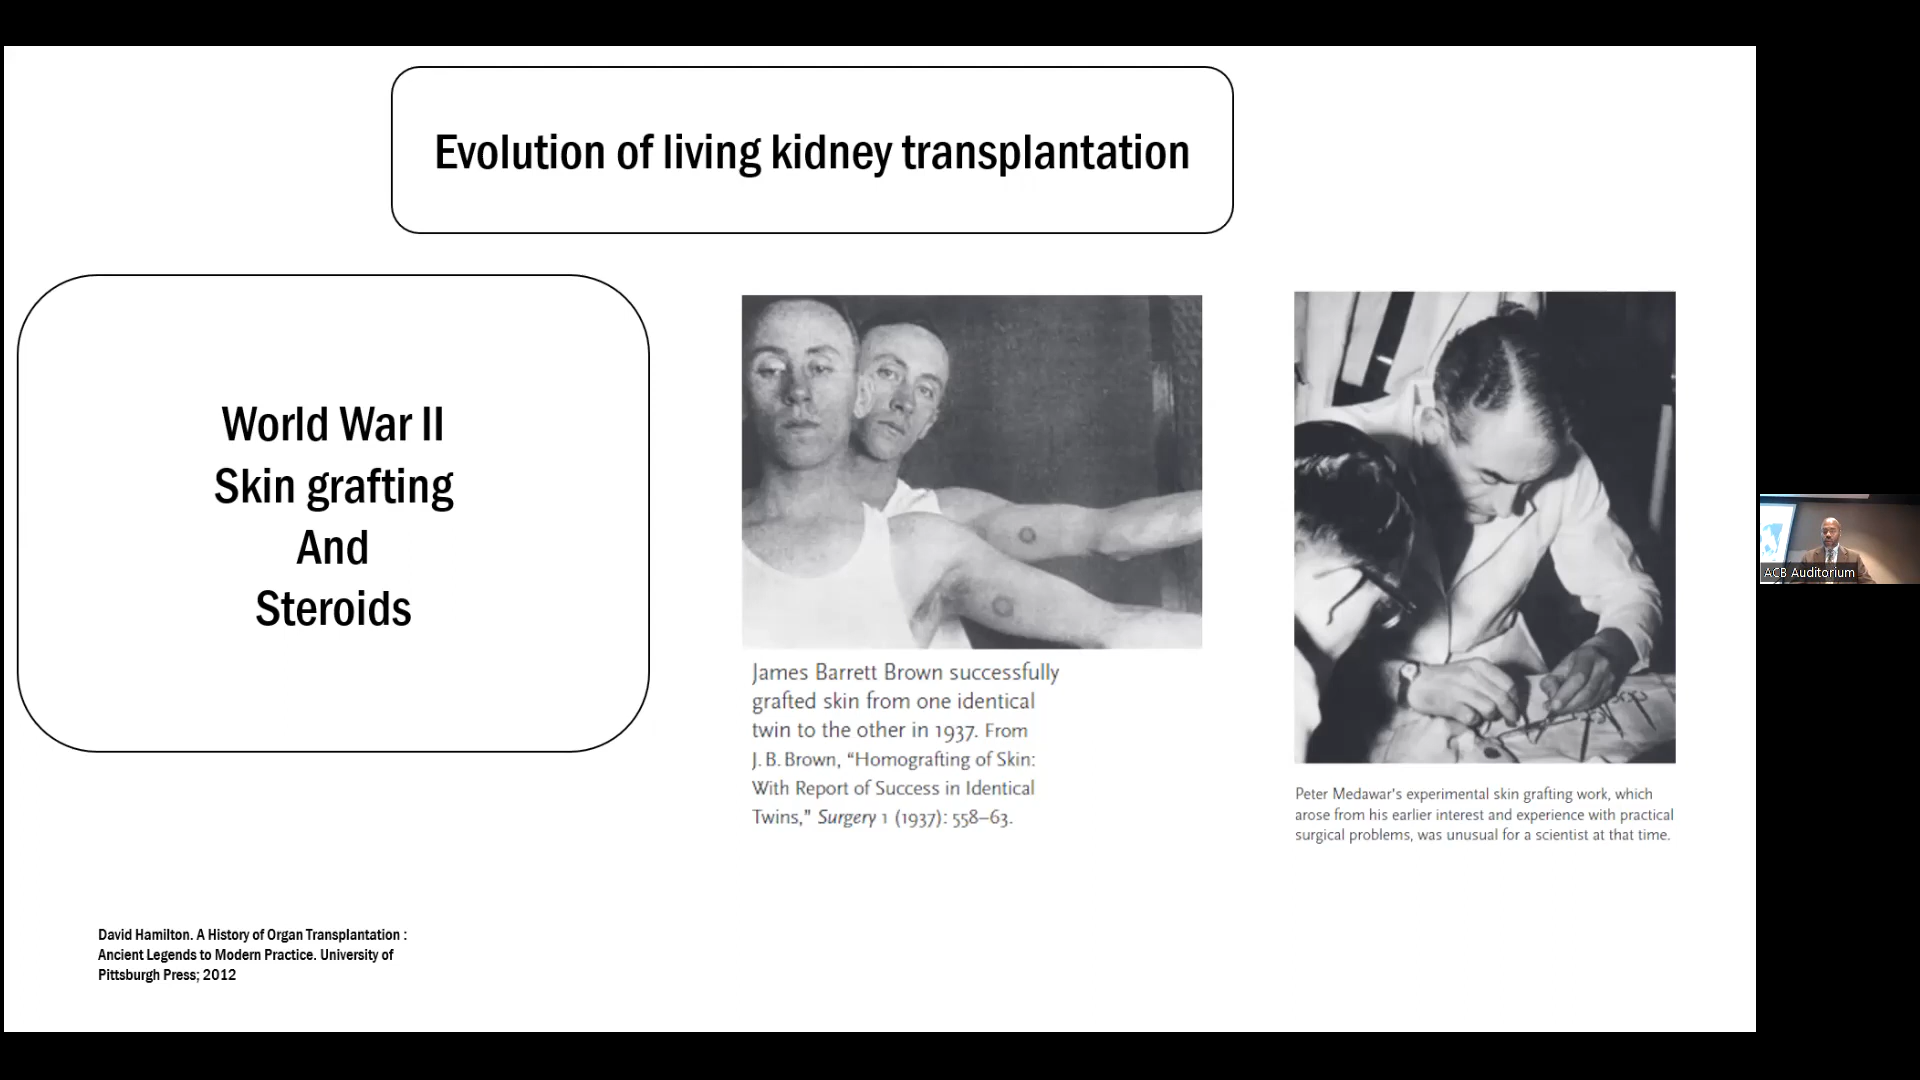 Evolution of living kidney transplantation
World War II
Skin grafting
And
Steroids
James Barrett Brown successfully
grafted skin from one identical
twin to the other in 1937. From
J. B. Brown, “Homografting of Skin:
With Report of Success in Identical
Twins,” Surgery 1 (1937): 558–63.
Peter Medawar's experimental skin grafting work, which
arose from his earlier interest and experience with practical
surgical problems, was unusual for a scientist at that time.
David Hamilton. A History of Organ Transplantation :
Ancient Legends to Modern Practice. University of
Pittsburgh Press; 2012
ACB Auditorium